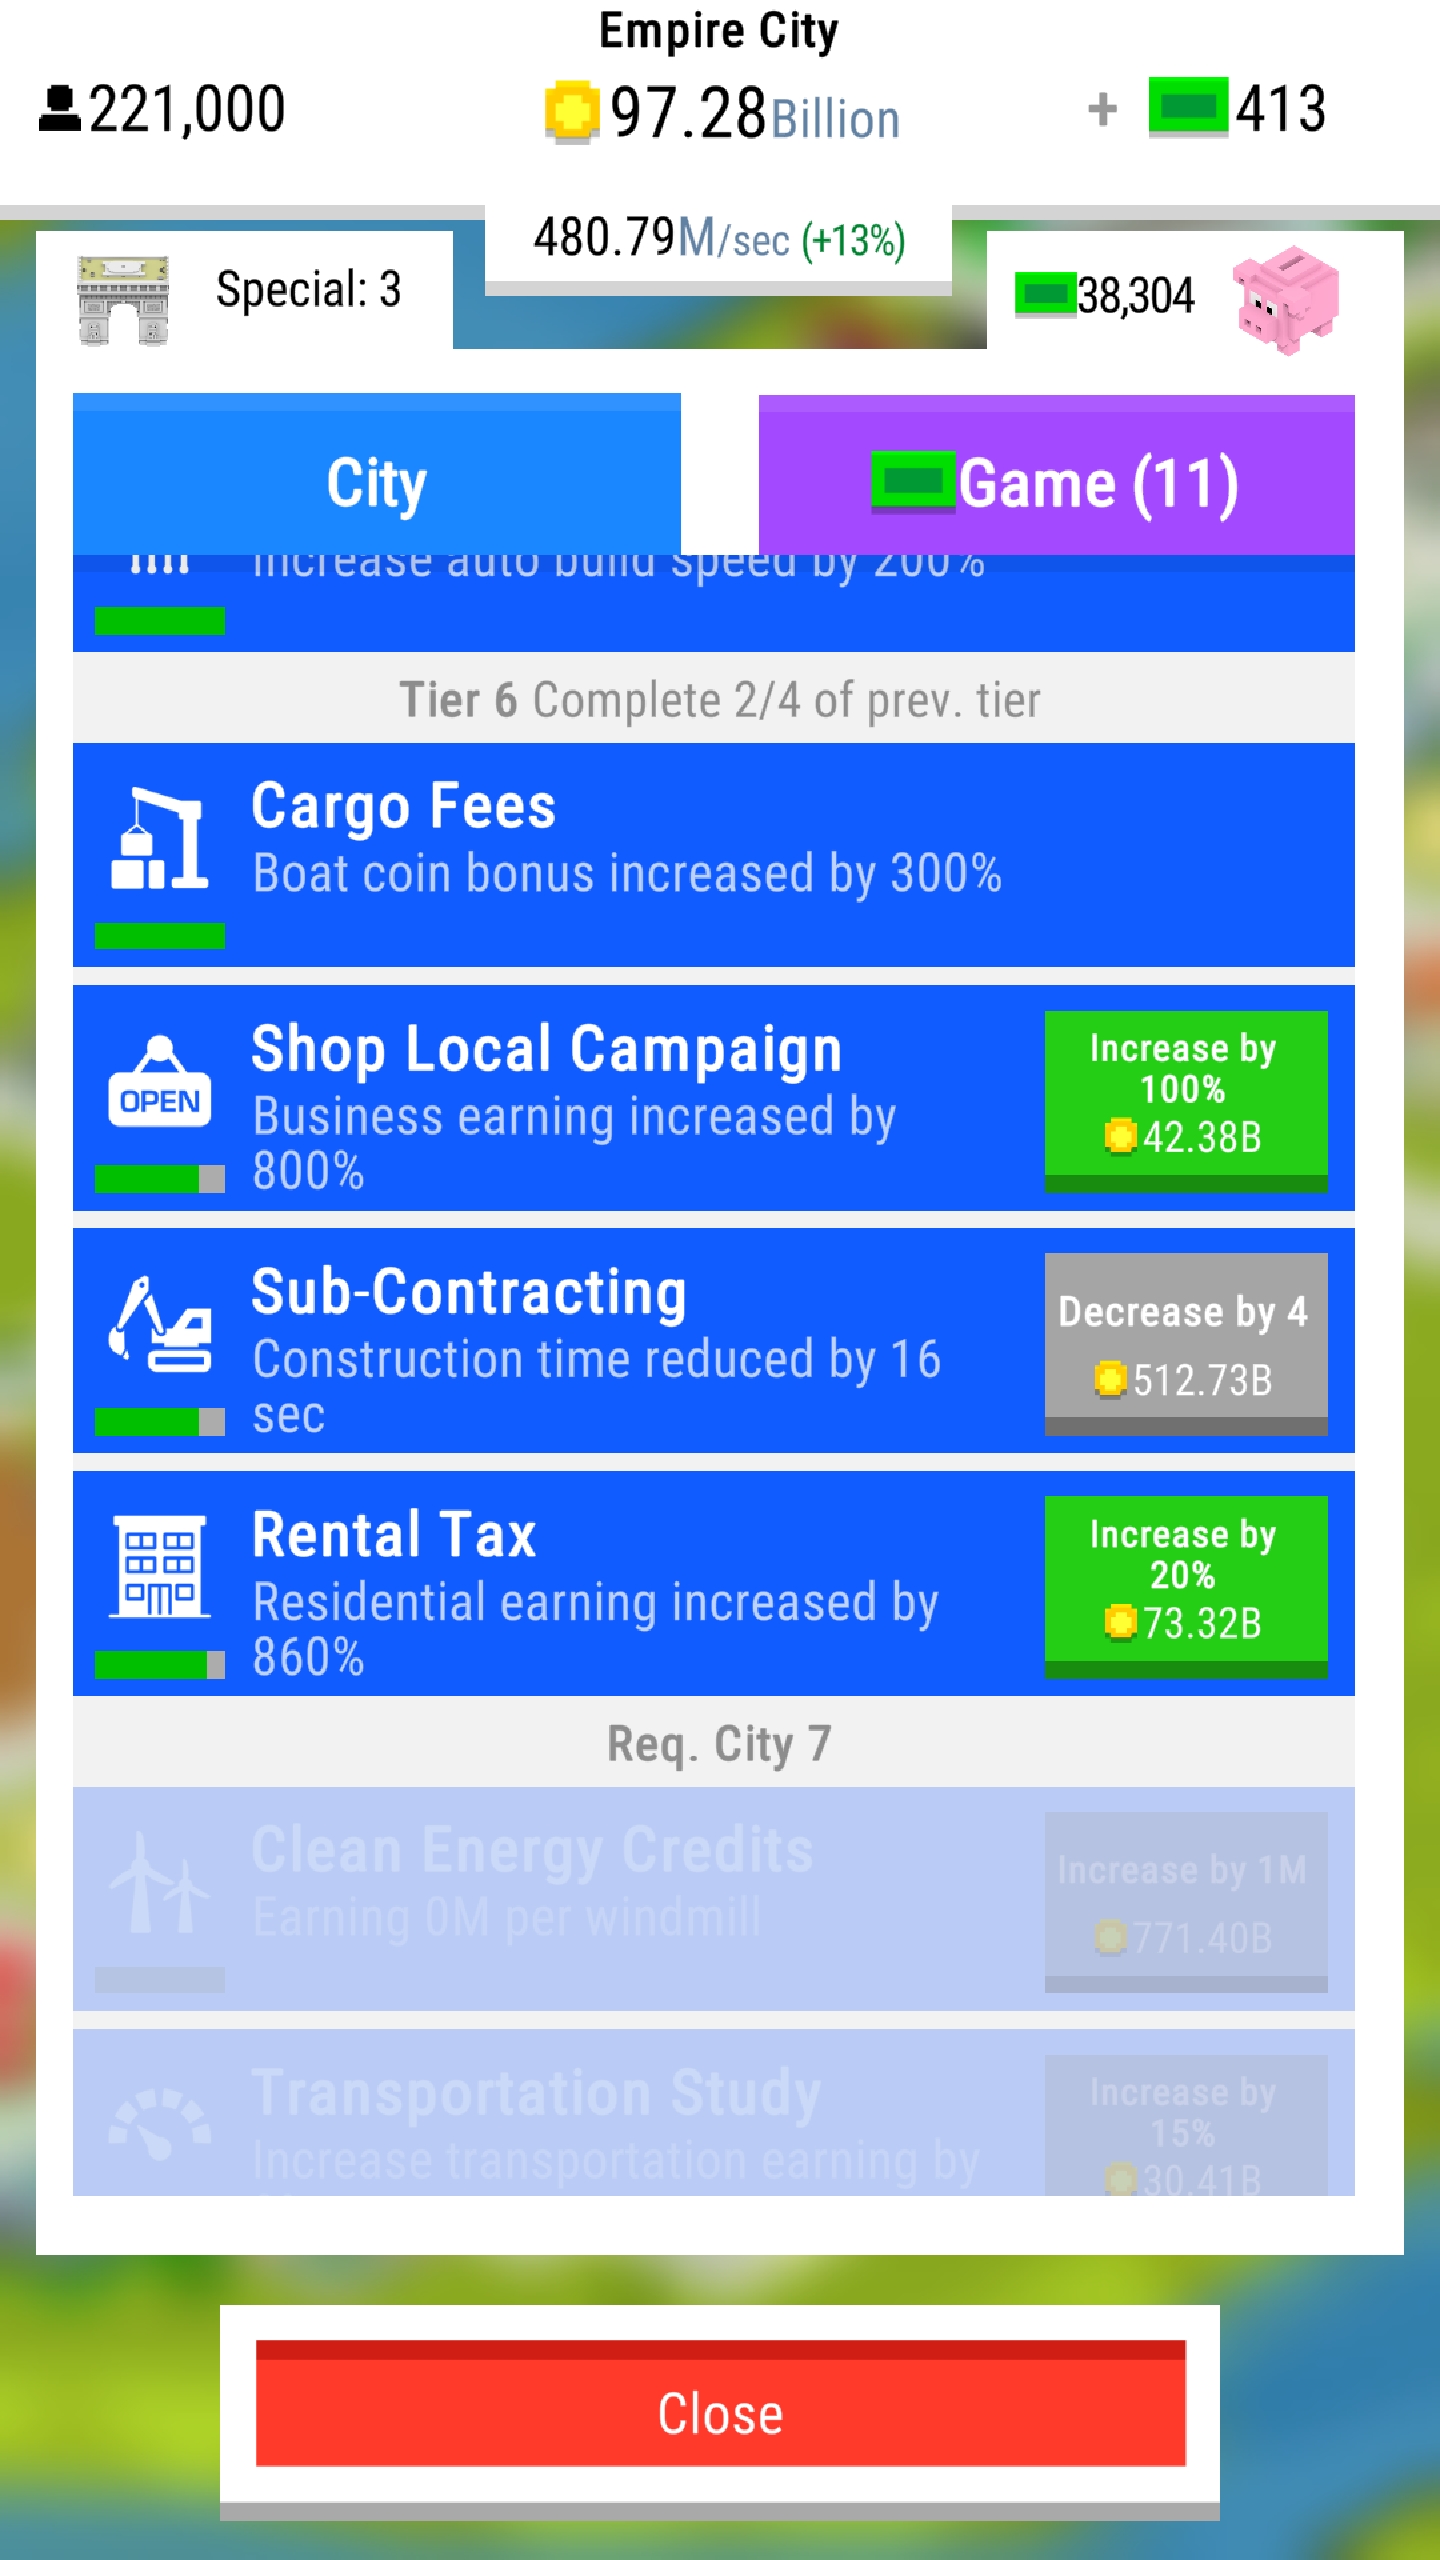 Empire City
221,000
97.28Billion
+ 413
480.79M/sec (+13%)
Special: 3
38,304
City
Game (11)
Increase auto build speed by 200%
Tier 6 Complete 2/4 of prev. tier
Cargo Fees
Boat coin bonus increased by 300%
OPEN
Shop Local Campaign
Business earning increased by
800%
Increase by
100%
42.38B
Sub-Contracting
Construction time reduced by 16
sec
Decrease by 4
512.73B
Rental Tax
Residential earning increased by
860%
Increase by
20%
73.32B
Req. City 7
Clean Energy Credits
Earning 0M per windmill
Increase by 1M
771.40B
Transportation Study
Increase transportation earning by
Increase by
15%
30.41B
Close